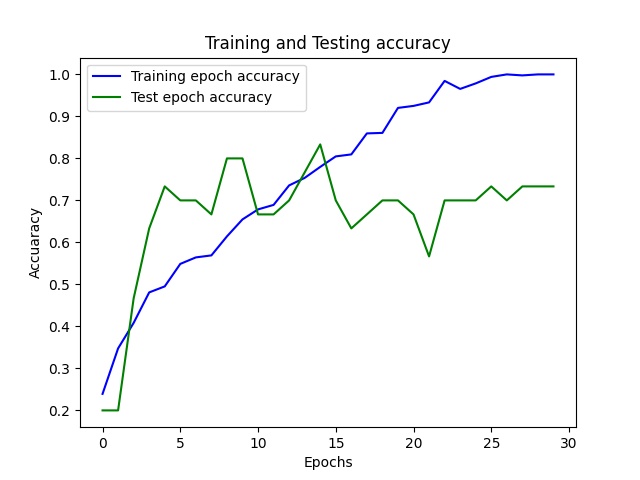 Training and Testing accuracy
Training epoch accuracy
Test epoch accuracy
1.0
0.9
0.8
0.7
0.6
0.5
0.4
0.3
0.2
Accuaracy
0 5 10 15 20 25 30
Epochs